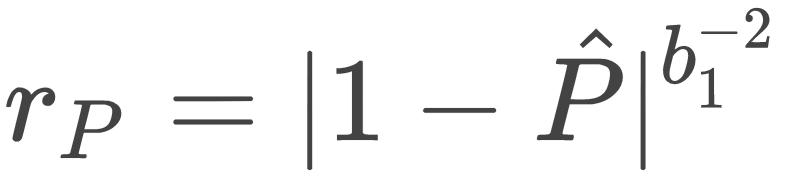 $r_P = |1 - \hat{P}|^{b_1^{-2}}$